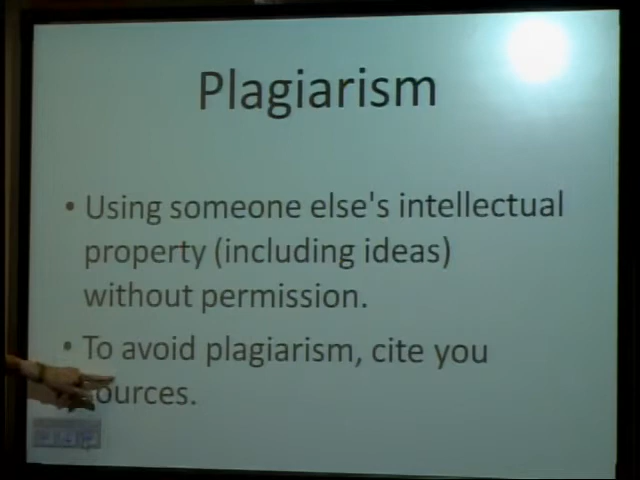 Plagiarism
• Using someone else's intellectual
property (including ideas)
without permission.
• To avoid plagiarism, cite you
ources.